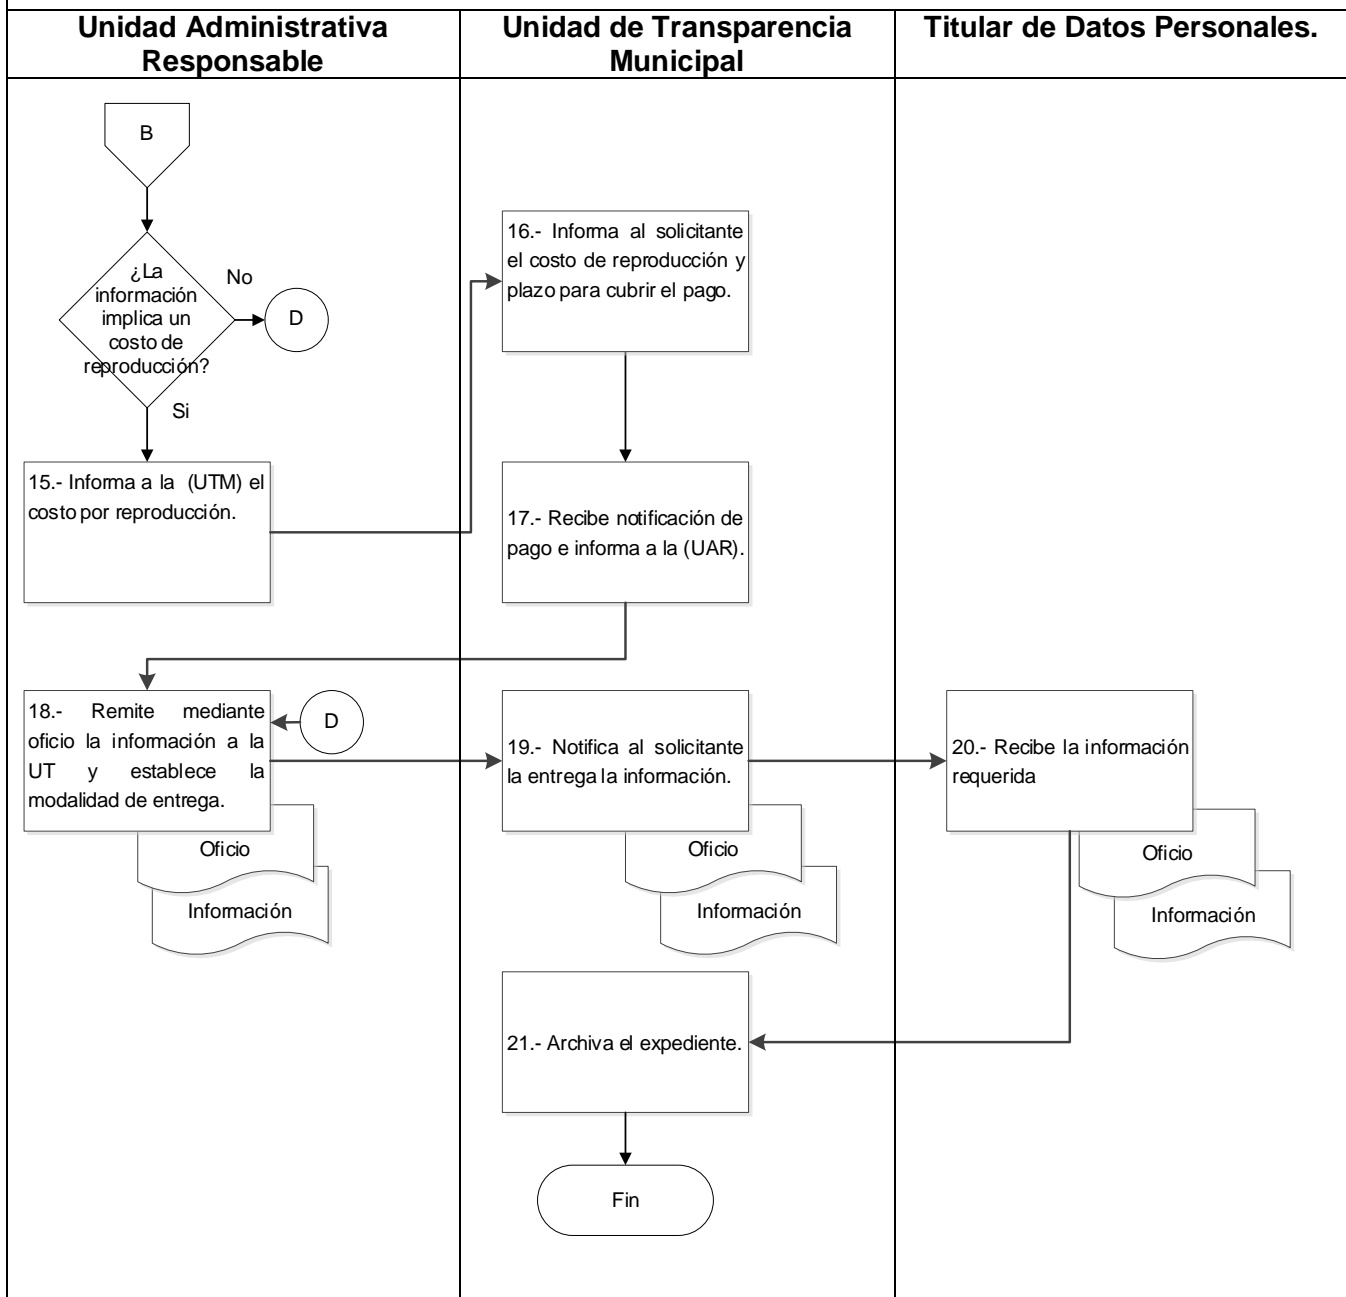 Unidad Administrativa
Responsable
Unidad de Transparencia
Municipal
Titular de Datos Personales.
B
¿La
información
implica un
costo de
reproducción?
No
D
Si
15.- Informa a la (UTM) el
costo por reproducción.
16.- Informa al solicitante
el costo de reproducción y
plazo para cubrir el pago.
17.- Recibe notificación de
pago e informa a la (UAR).
18.- Remite mediante
oficio la información a la
UT y establece la
modalidad de entrega.
D
Oficio
Información
19.- Notifica al solicitante
la entrega la información.
Oficio
Información
20.- Recibe la información
requerida
Oficio
Información
21.- Archiva el expediente.
Fin